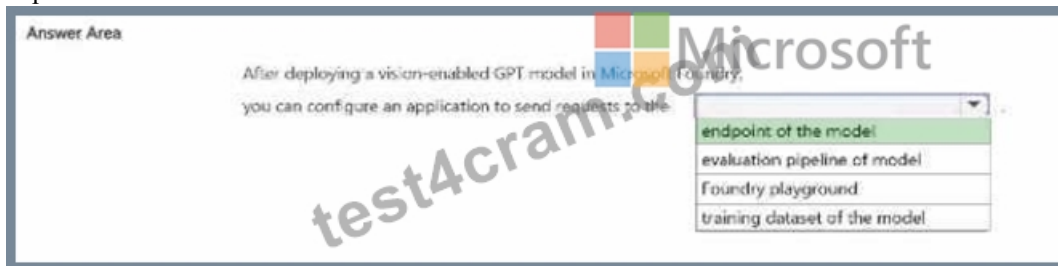 Answer Area
Microsoft
After deploying a vision-enabled GPT model in Microsoft Foundry,
you can configure an application to send requests to the
endpoint of the model
evaluation pipeline of model
Foundry playground
training dataset of the model
test4cram.com